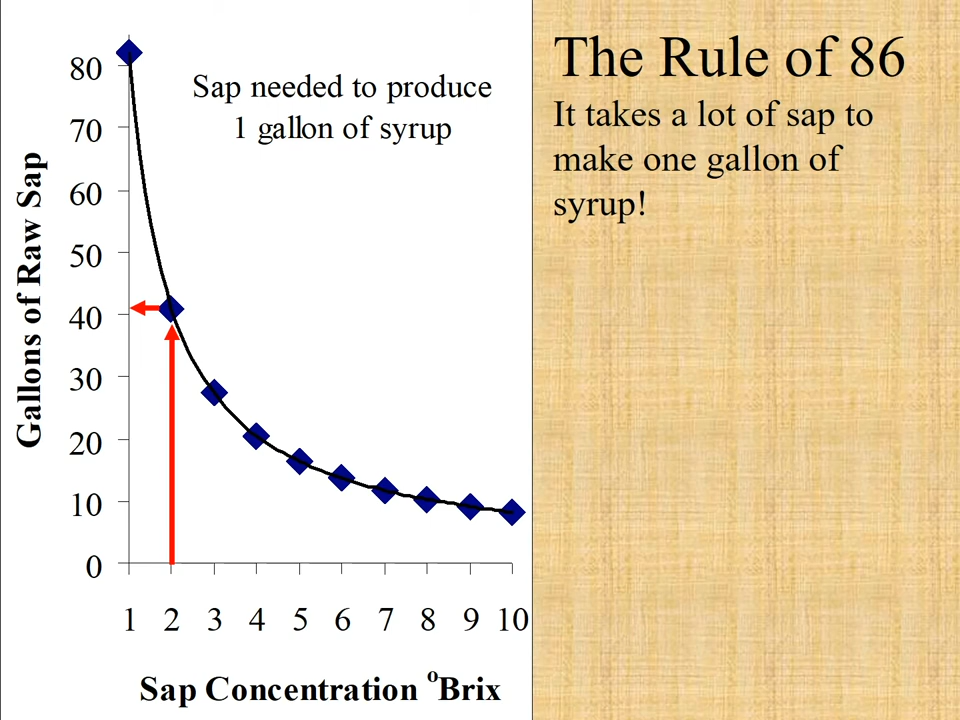 The Rule of 86
It takes a lot of sap to
make one gallon of
syrup!
Sap needed to produce
1 gallon of syrup
Gallons of Raw Sap
80
70
60
50
40
30
20
10
0
1 2 3 4 5 6 7 8 9 10
Sap Concentration ºBrix